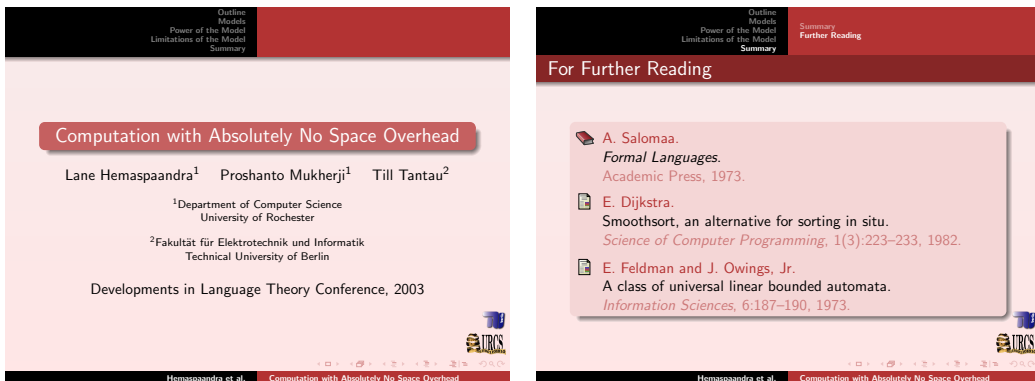 Outline
Models
Power of the Model
Limitations of the Model
Summary
Computation with Absolutely No Space Overhead
Lane Hemaspaandra1 Proshanto Mukherji1 Till Tantau2
1Department of Computer Science
University of Rochester
2Fakultät für Elektrotechnik und Informatik
Technical University of Berlin
Developments in Language Theory Conference, 2003
URCS
Hemaspaandra et al. Computation with Absolutely No Space Overhead
Outline
Models
Power of the Model
Limitations of the Model
Summary
Summary
Further Reading
For Further Reading
A. Salomaa.
Formal Languages.
Academic Press, 1973.
E. Dijkstra.
Smoothsort, an alternative for sorting in situ.
Science of Computer Programming, 1(3):223–233, 1982.
E. Feldman and J. Owings, Jr.
A class of universal linear bounded automata.
Information Sciences, 6:187–190, 1973.
URCS
Hemaspaandra et al. Computation with Absolutely No Space Overhead